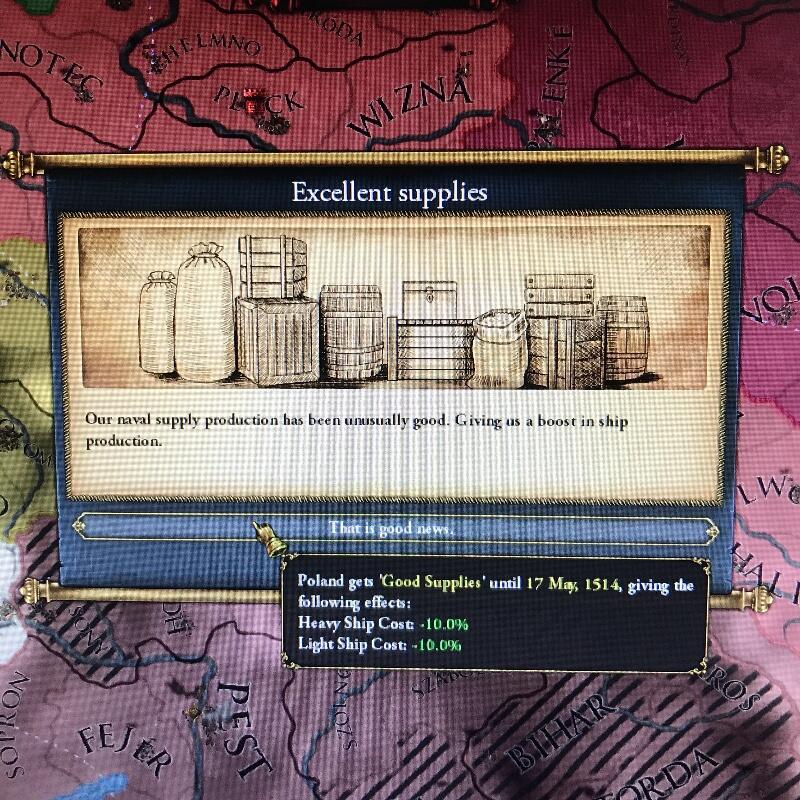 NOTEC
CHELMNO
PLOCK
WIZNA
Excellent supplies
Our naval supply production has been unusually good. Giving us a boost in ship
production.
That is good news.
Poland gets 'Good Supplies' until 17 May, 1514, giving the
following effects:
Heavy Ship Cost: -10.0%
Light Ship Cost: -10.0%
SOPRON
FEJER
PEST
BIHAR